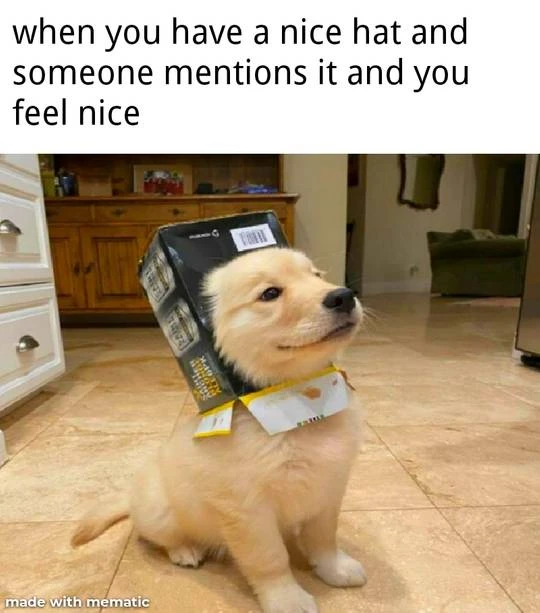 when you have a nice hat and
someone mentions it and you
feel nice
made with mematic